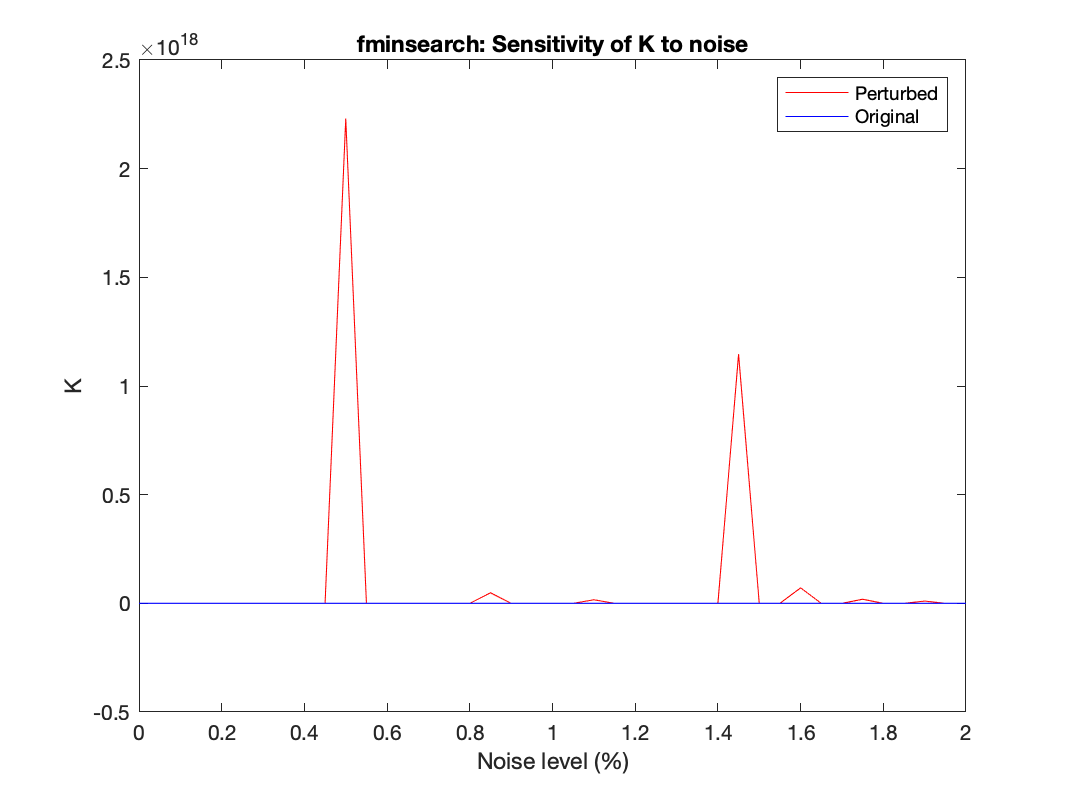 fminsearch: Sensitivity of K to noise
×10^18
Perturbed
Original
2.5
2
1.5
1
0.5
0
-0.5
K
0 0.2 0.4 0.6 0.8 1 1.2 1.4 1.6 1.8 2
Noise level (%)